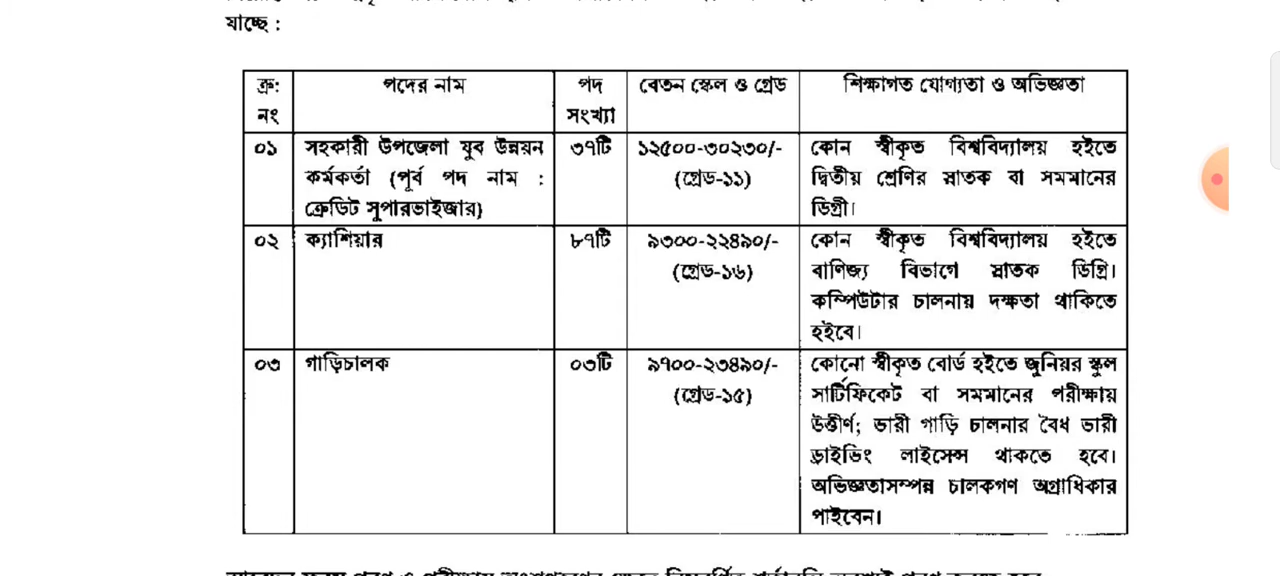 যাচ্ছে :
ক্র: নং | পদের নাম | পদ সংখ্যা | বেতন স্কেল ও গ্রেড | শিক্ষাগত যোগ্যতা ও অভিজ্ঞতা
০১ | সহকারী উপজেলা যুব উন্নয়ন | ৩৭টি | ১২৫০০-৩০২৩০/- | কোন স্বীকৃত বিশ্ববিদ্যালয় হইতে
কর্মকর্তা (পূর্ব পদ নাম : | (গ্রেড-১১) | দ্বিতীয় শ্রেণির স্নাতক বা সমমানের
ক্রেডিট সুপারভাইজার) | ডিগ্রী।
০২ | ক্যাশিয়ার | ৮৭টি | ৯৩০০-২২৪৯০/- | কোন স্বীকৃত বিশ্ববিদ্যালয় হইতে
(গ্রেড-১৬) | বাণিজ্য বিভাগে স্নাতক ডিগ্রি।
কম্পিউটার চালনায় দক্ষতা থাকিতে
হইবে।
০৩ | গাড়িচালক | ০৩টি | ৯৭০০-২৩৪৯০/- | কোনো স্বীকৃত বোর্ড হইতে জুনিয়র স্কুল
(গ্রেড-১৫) | সার্টিফিকেট বা সমমানের পরীক্ষায়
উত্তীর্ণ; ভারী গাড়ি চালনার বৈধ ভারী
ড্রাইভিং লাইসেন্স থাকতে হবে।
অভিজ্ঞতাসম্পন্ন চালকগণ অগ্রাধিকার
পাইবেন।